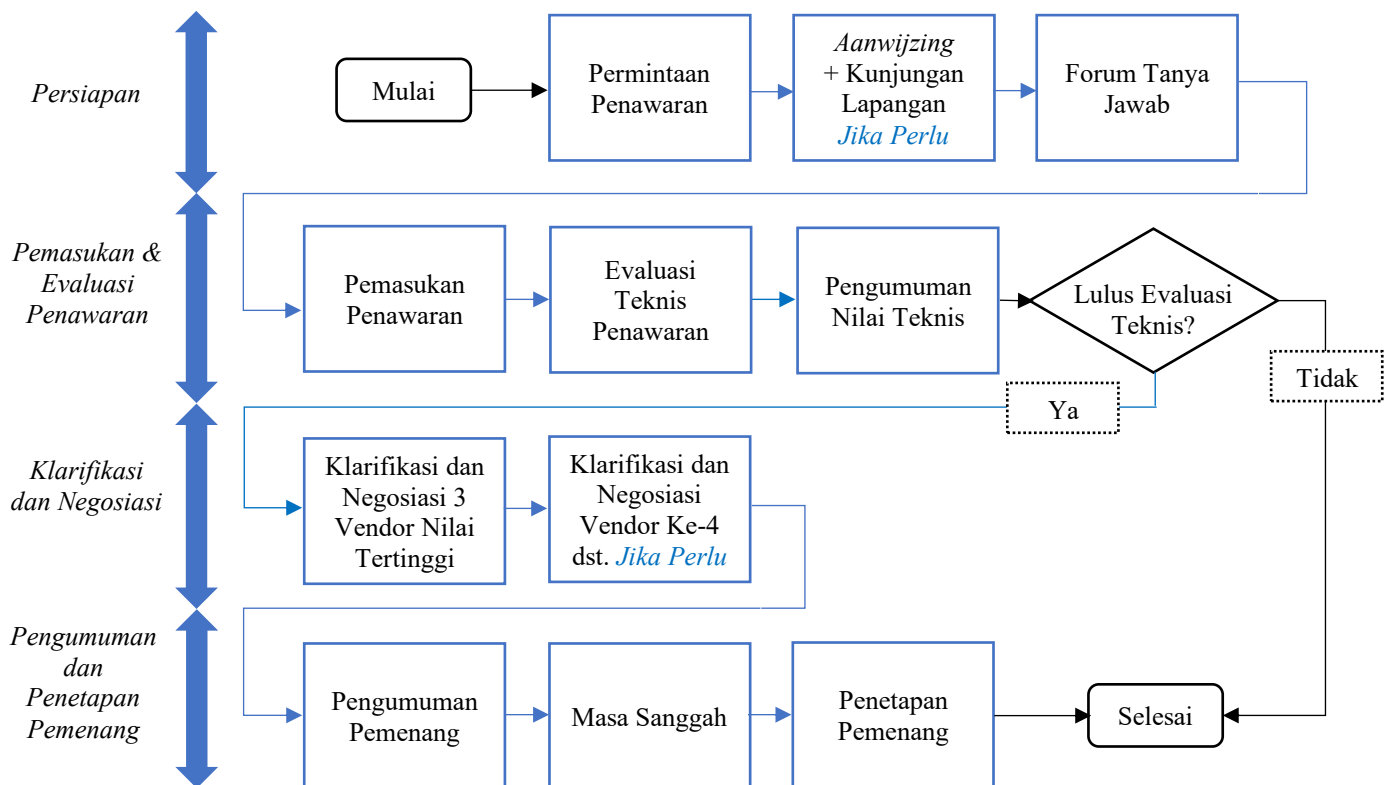 Persiapan
Mulai
Permintaan
Penawaran
Aanwijzing
+ Kunjungan
Lapangan
Jika Perlu
Forum Tanya
Jawab
Pemasukan &
Evaluasi
Penawaran
Pemasukan
Penawaran
Evaluasi
Teknis
Penawaran
Pengumuman
Nilai Teknis
Lulus Evaluasi
Teknis?
Tidak
Ya
Klarifikasi
dan Negosiasi
Klarifikasi dan
Negosiasi 3
Vendor Nilai
Tertinggi
Klarifikasi dan
Negosiasi
Vendor Ke-4
dst. Jika Perlu
Pengumuman
dan
Penetapan
Pemenang
Pengumuman
Pemenang
Masa Sanggah
Penetapan
Pemenang
Selesai